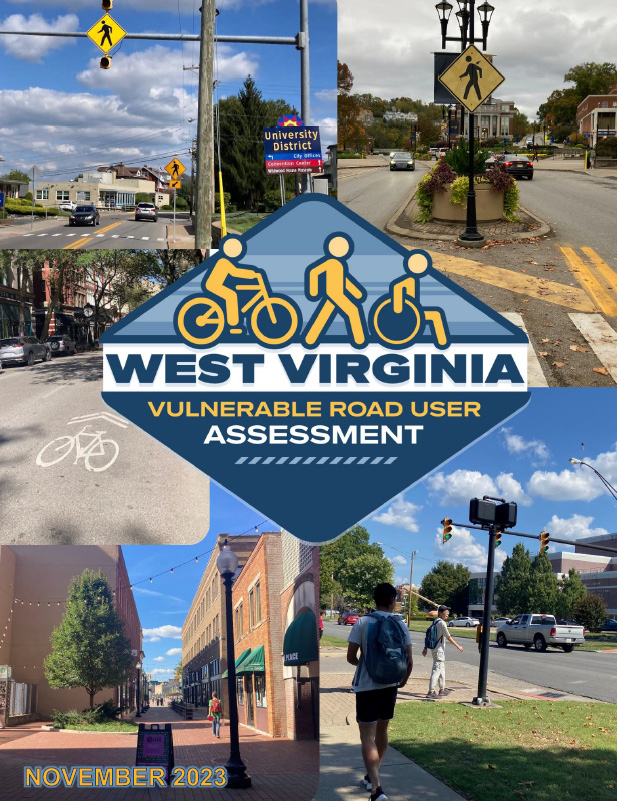 University
District
City Offices
Convention Center
WEST VIRGINIA
VULNERABLE ROAD USER
ASSESSMENT
PLACE
NOVEMBER 2023